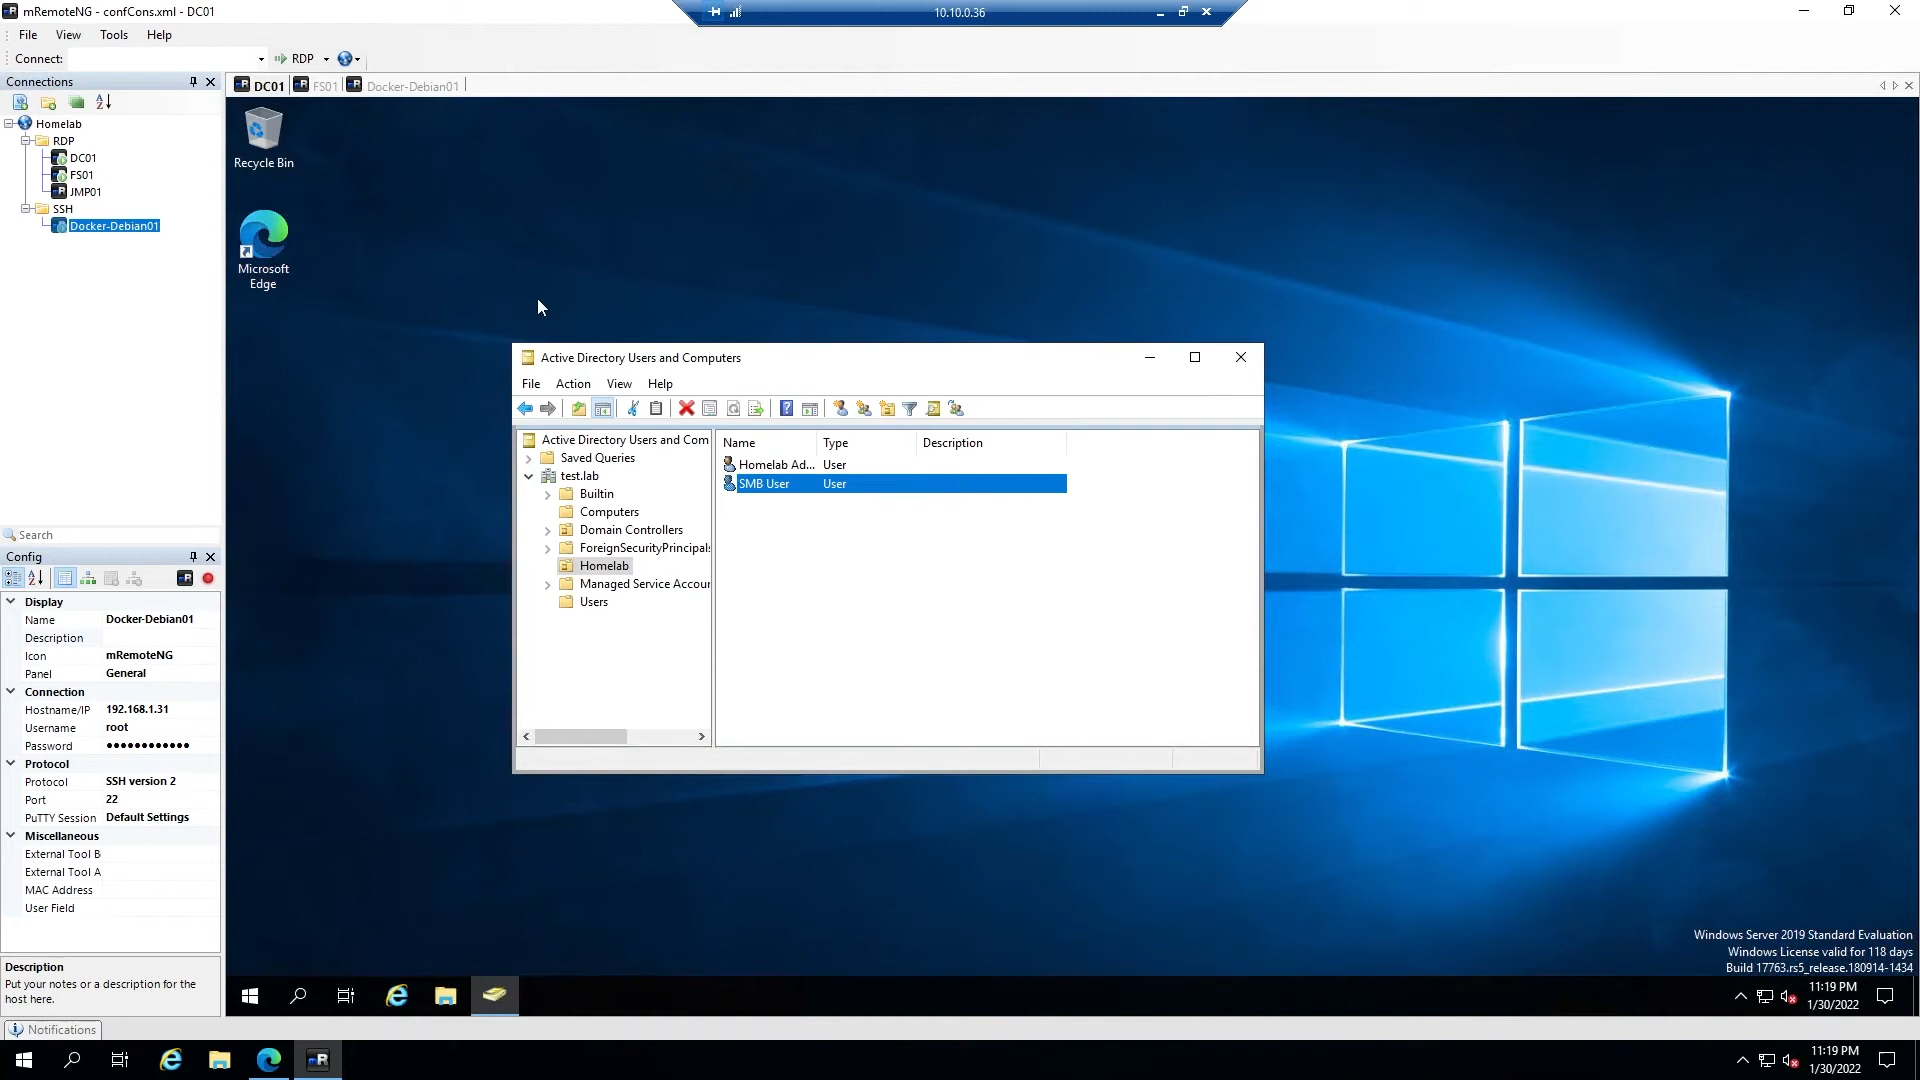 mRemoteNG - confCons.xml - DC01
10.10.0.36
File View Tools Help
Connect: RDP
Connections
DC01 FS01 Docker-Debian01
Homelab
RDP
DC01
FS01
JMP01
SSH
Docker-Debian01
Recycle Bin
Microsoft
Edge
Active Directory Users and Computers
File Action View Help
Active Directory Users and Com
Saved Queries
test.lab
Builtin
Computers
Domain Controllers
ForeignSecurityPrincipals
Homelab
Managed Service Accour
Users
Name Type Description
Homelab Ad... User
SMB User User
Search
Config
Display
Name Docker-Debian01
Description
Icon mRemoteNG
Panel General
Connection
Hostname/IP 192.168.1.31
Username root
Password ●●●●●●●●●●●●
Protocol
Protocol SSH version 2
Port 22
PuTTY Session Default Settings
Miscellaneous
External Tool B
External Tool A
MAC Address
User Field
Description
Put your notes or a description for the
host here.
Notifications
Windows Server 2019 Standard Evaluation
Windows License valid for 118 days
Build 17763.rs5_release.180914-1434
11:19 PM
1/30/2022
11:19 PM
1/30/2022